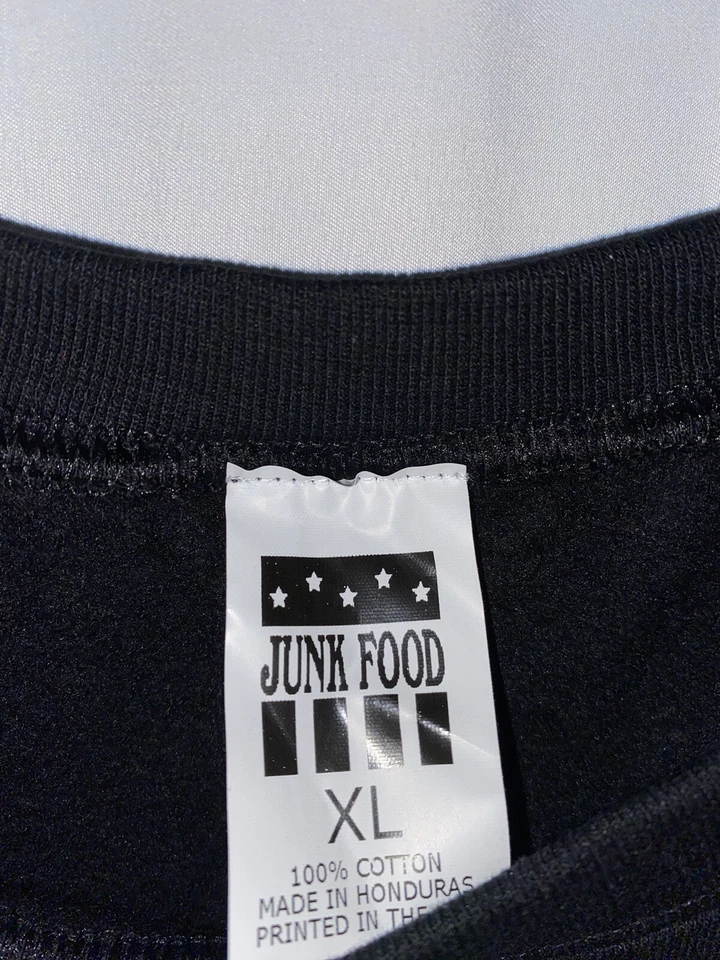 JUNK FOOD
XL
100% COTTON
MADE IN HONDURAS
PRINTED IN THE